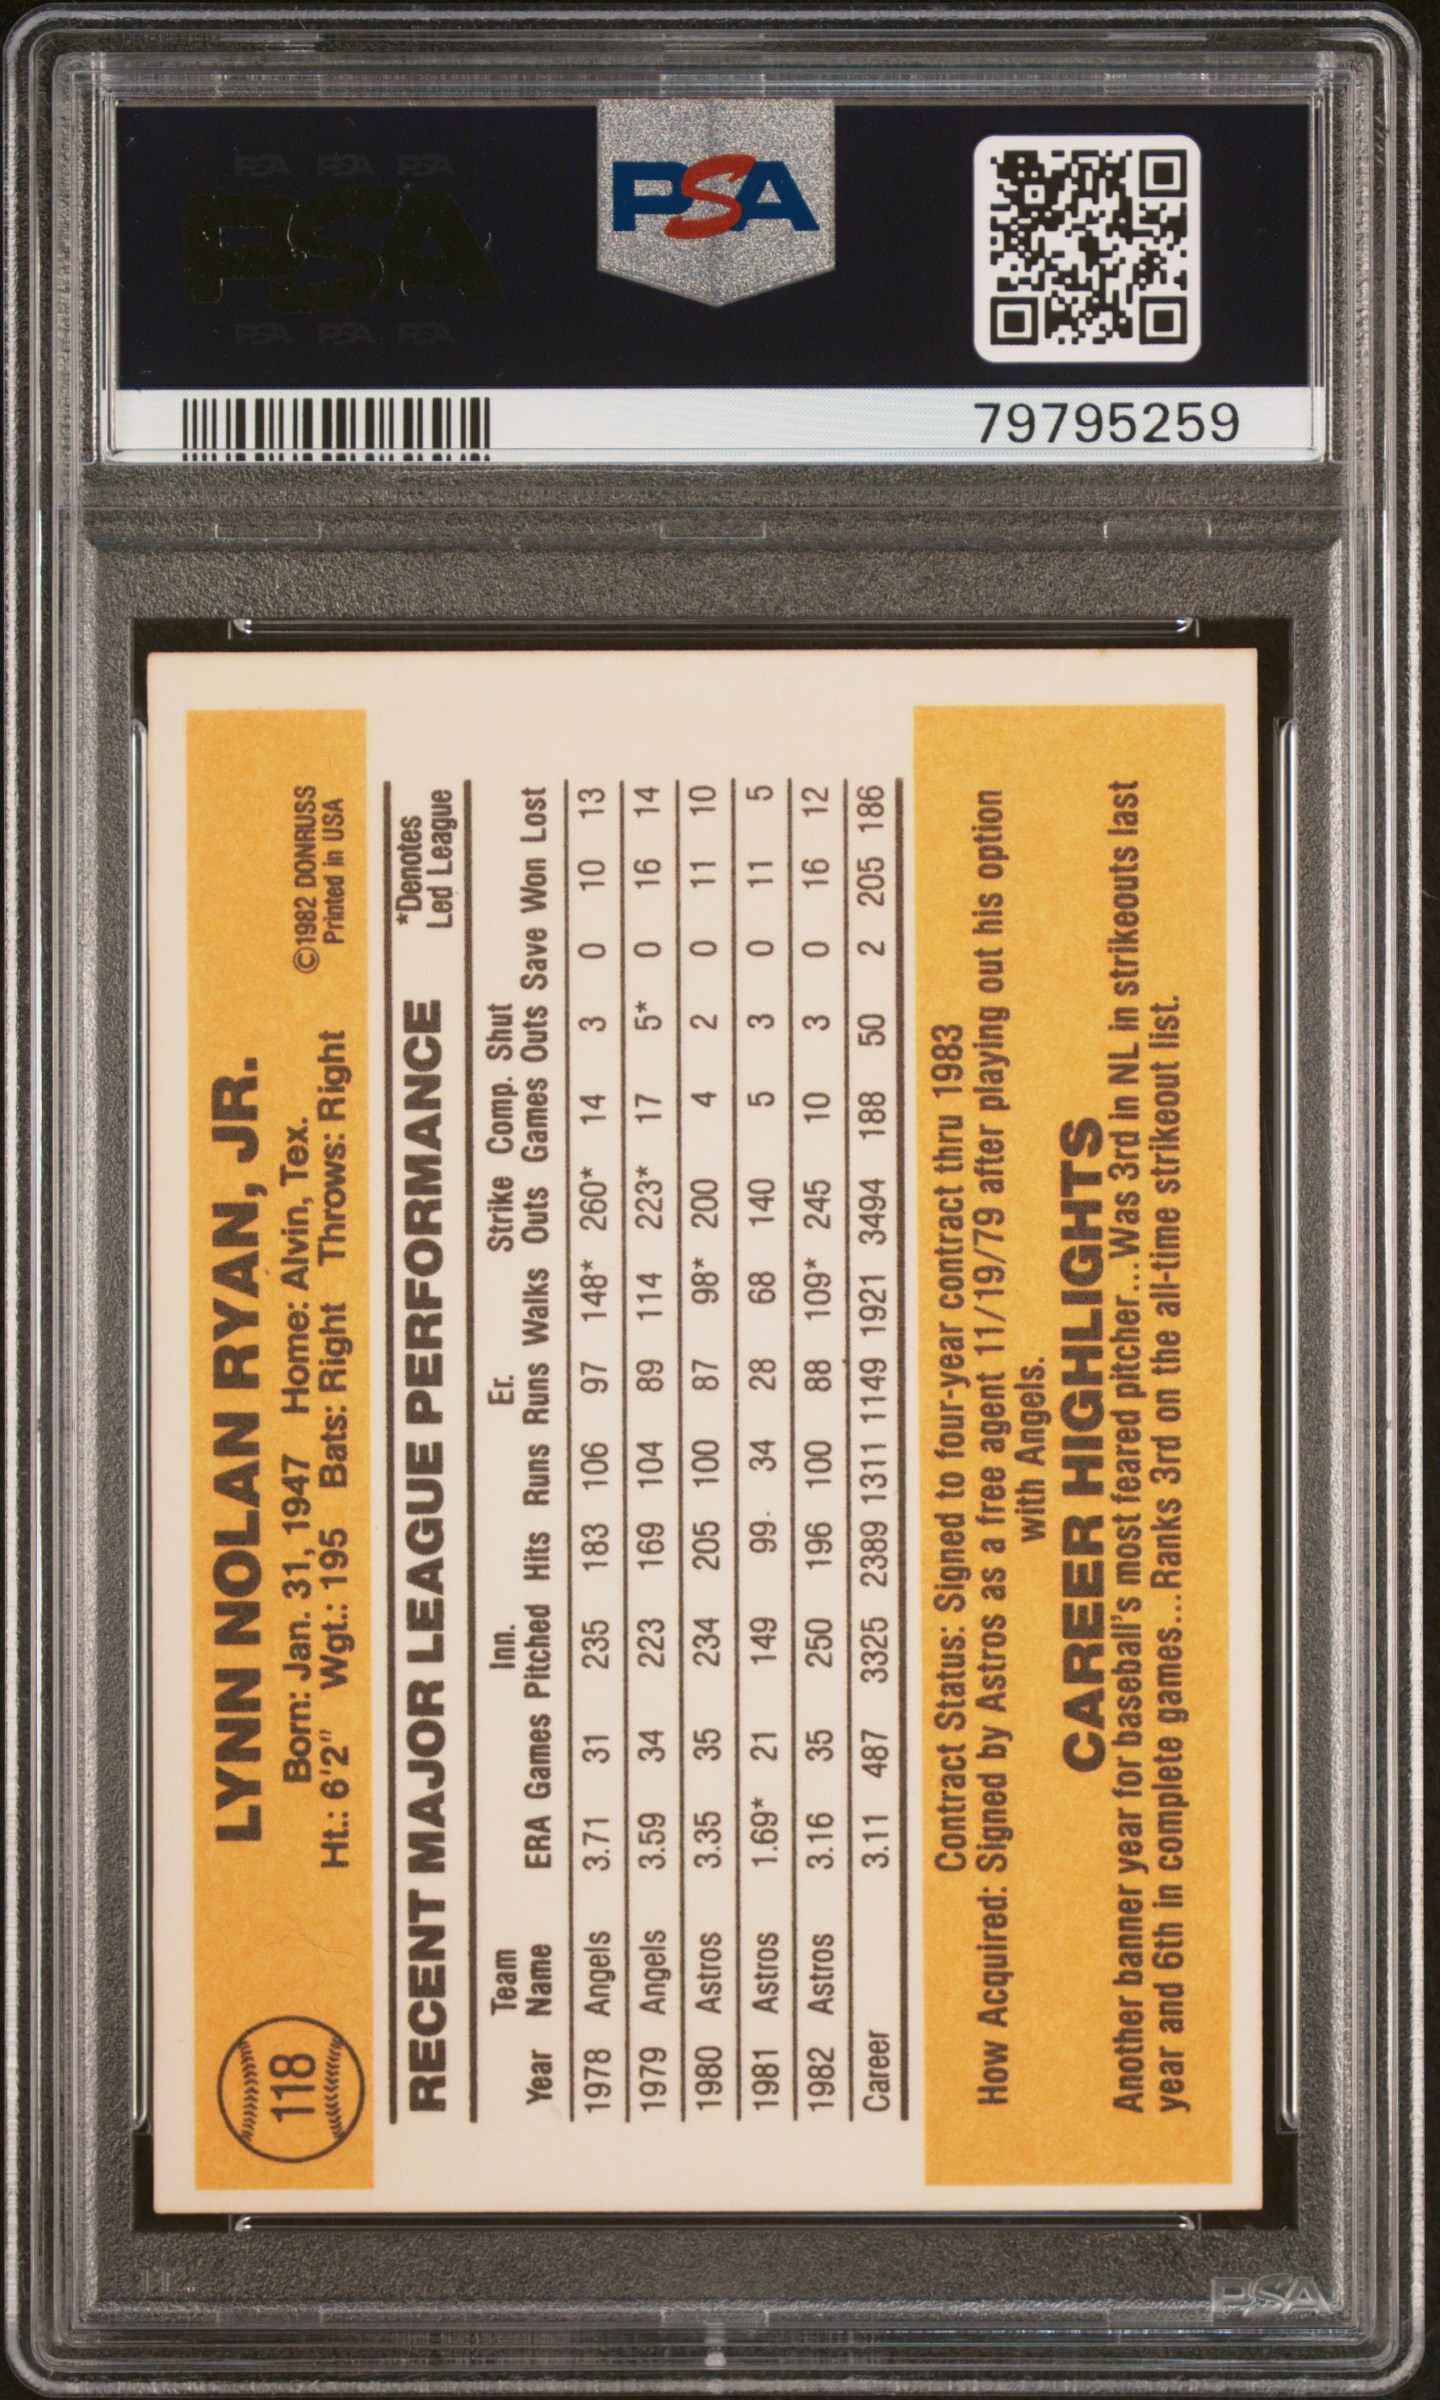 PSA PSA PSA
PSA
PSA PSA PSA
PSA
79795259
118
LYNN NOLAN RYAN, JR.
Born: Jan. 31, 1947 Home: Alvin, Tex.
©1982 DONRUSS
Ht.: 6'2" Wgt.: 195 Bats: Right Throws: Right
Printed in USA
RECENT MAJOR LEAGUE PERFORMANCE
*Denotes
Led League
Team Inn. Er. Strike Comp. Shut
Year Name ERA Games Pitched Hits Runs Runs Walks Outs Games Outs Save Won Lost
1978 Angels 3.71 31 235 183 106 97 148* 260* 14 3 0 10 13
1979 Angels 3.59 34 223 169 104 89 114 223* 17 5* 0 16 14
1980 Astros 3.35 35 234 205 100 87 98* 200 4 2 0 11 10
1981 Astros 1.69* 21 149 99 34 28 68 140 5 3 0 11 5
1982 Astros 3.16 35 250 196 100 88 109* 245 10 3 0 16 12
Career 3.11 487 3325 2389 1311 1149 1921 3494 188 50 2 205 186
Contract Status: Signed to four-year contract thru 1983
How Acquired: Signed by Astros as a free agent 11/19/79 after playing out his option
with Angels.
CAREER HIGHLIGHTS
Another banner year for baseball's most feared pitcher...Was 3rd in NL in strikeouts last
year and 6th in complete games...Ranks 3rd on the all-time strikeout list.
PSA